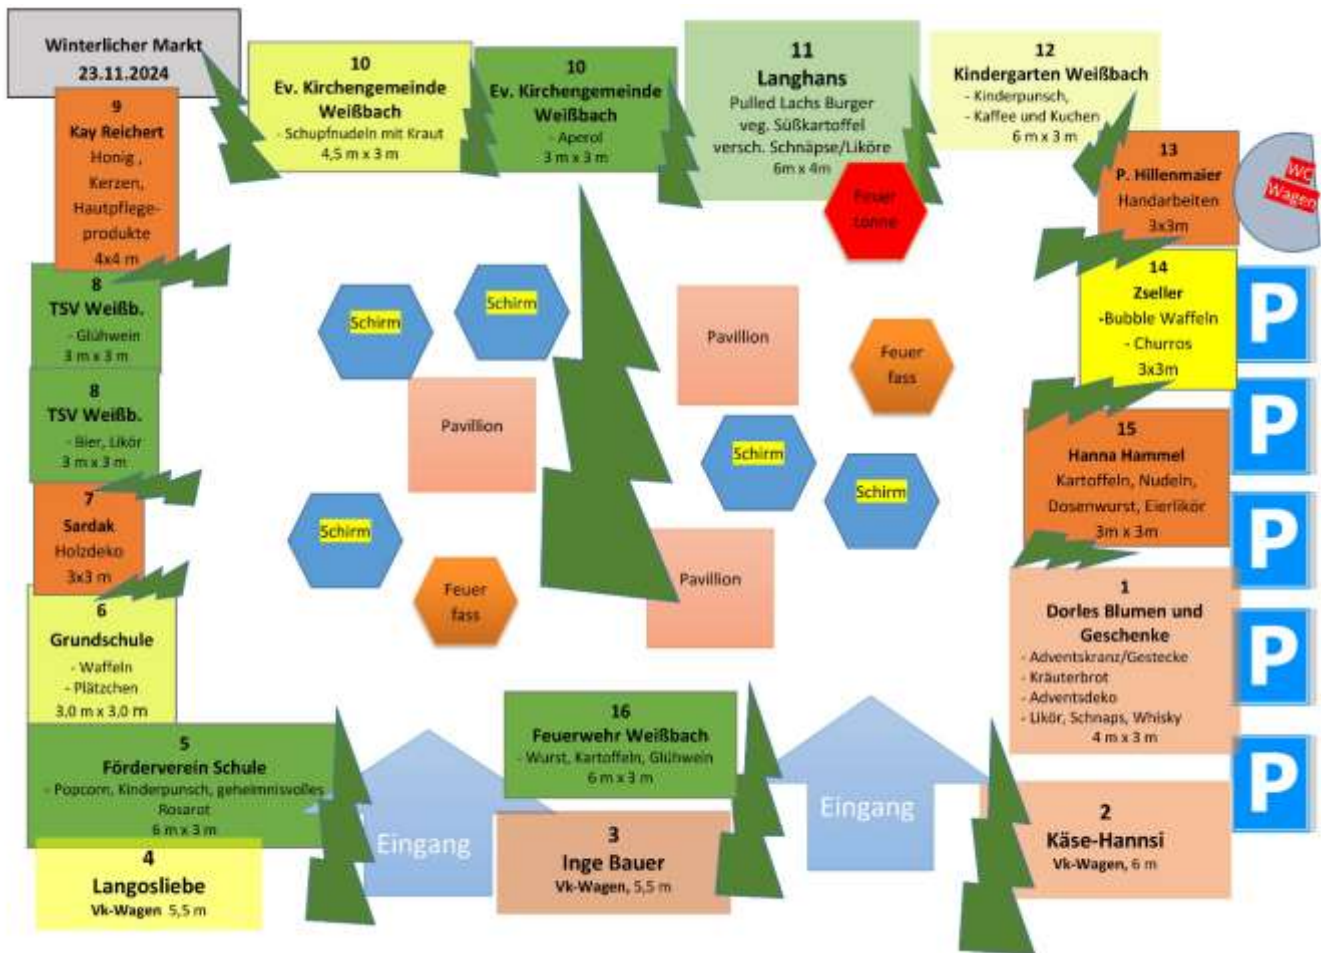 Winterlicher Markt
23.11.2024
9
Kay Reichert
Honig ,
Kerzen,
Hautpflege-
produkte
4x4 m
10
Ev. Kirchengemeinde
Weißbach
- Schupfnudeln mit Kraut
4,5 m x 3 m
10
Ev. Kirchengemeinde
Weißbach
- Aperol
3 m x 3 m
11
Langhans
Pulled Lachs Burger
veg. Süßkartoffel
versch. Schnäpse/Liköre
6m x 4m
12
Kindergarten Weißbach
- Kinderpunsch,
- Kaffee und Kuchen
6 m x 3 m
13
P. Hillenmaier
Handarbeiten
3x3m
WC
Wagen
Feuer
tonne
8
TSV Weißb.
- Glühwein
3 m x 3 m
8
TSV Weißb.
- Bier, Likör
3 m x 3 m
7
Sardak
Holzdeko
3x3 m
6
Grundschule
- Waffeln
- Plätzchen
3,0 m x 3,0 m
5
Förderverein Schule
- Popcorn, Kinderpunsch, geheimnisvolles
Rosarot
6 m x 3 m
4
Langosliebe
Vk-Wagen 5,5 m
Schirm
Schirm
Pavillion
Pavillion
Feuer
fass
Schirm
Schirm
Schirm
Feuer
fass
Pavillion
14
Zseller
-Bubble Waffeln
- Churros
3x3m
15
Hanna Hammel
Kartoffeln, Nudeln,
Dosenwurst, Eierlikör
3m x 3m
1
Dorles Blumen und
Geschenke
- Adventskranz/Gestecke
- Kräuterbrot
- Adventsdeko
- Likör, Schnaps, Whisky
4 m x 3 m
P
P
P
P
P
16
Feuerwehr Weißbach
- Wurst, Kartoffeln, Glühwein
6 m x 3 m
Eingang
3
Inge Bauer
Vk-Wagen, 5,5 m
Eingang
2
Käse-Hannsi
Vk-Wagen, 6 m